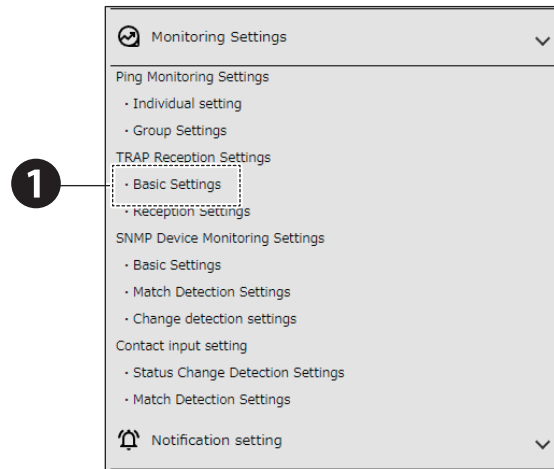 Monitoring Settings
Ping Monitoring Settings
・Individual setting
・Group Settings
TRAP Reception Settings
1
・Basic Settings
・Reception Settings
SNMP Device Monitoring Settings
・Basic Settings
・Match Detection Settings
・Change detection settings
Contact input setting
・Status Change Detection Settings
・Match Detection Settings
Notification setting